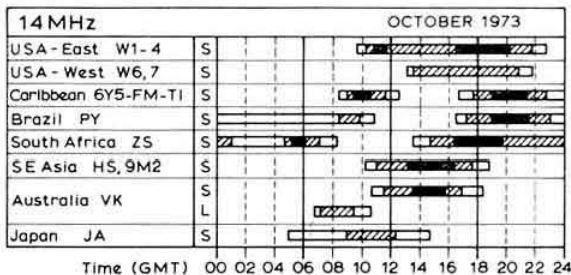 14MHz OCTOBER 1973
USA-East W1-4 S
USA-West W6,7 S
Caribbean 6Y5-FM-TI S
Brazil PY S
South Africa ZS S
SE Asia HS,9M2 S
Australia VK S
L
Japan JA S
Time (GMT) 00 02 04 06 08 10 12 14 16 18 20 22 24